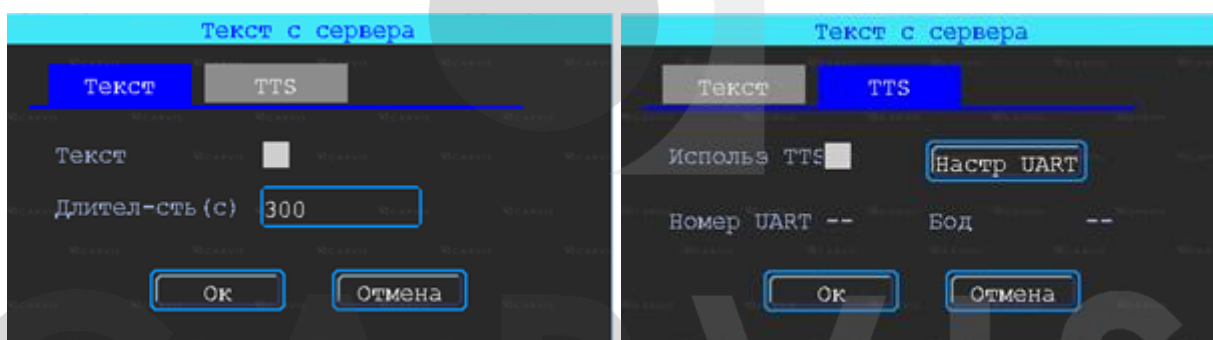 Текст с сервера
Текст TTS
Текст
Длител-сть(с) 300
Ок Отмена
Текст с сервера
Текст TTS
Использ TTS Настр UART
Номер UART -- Бод --
Ок Отмена